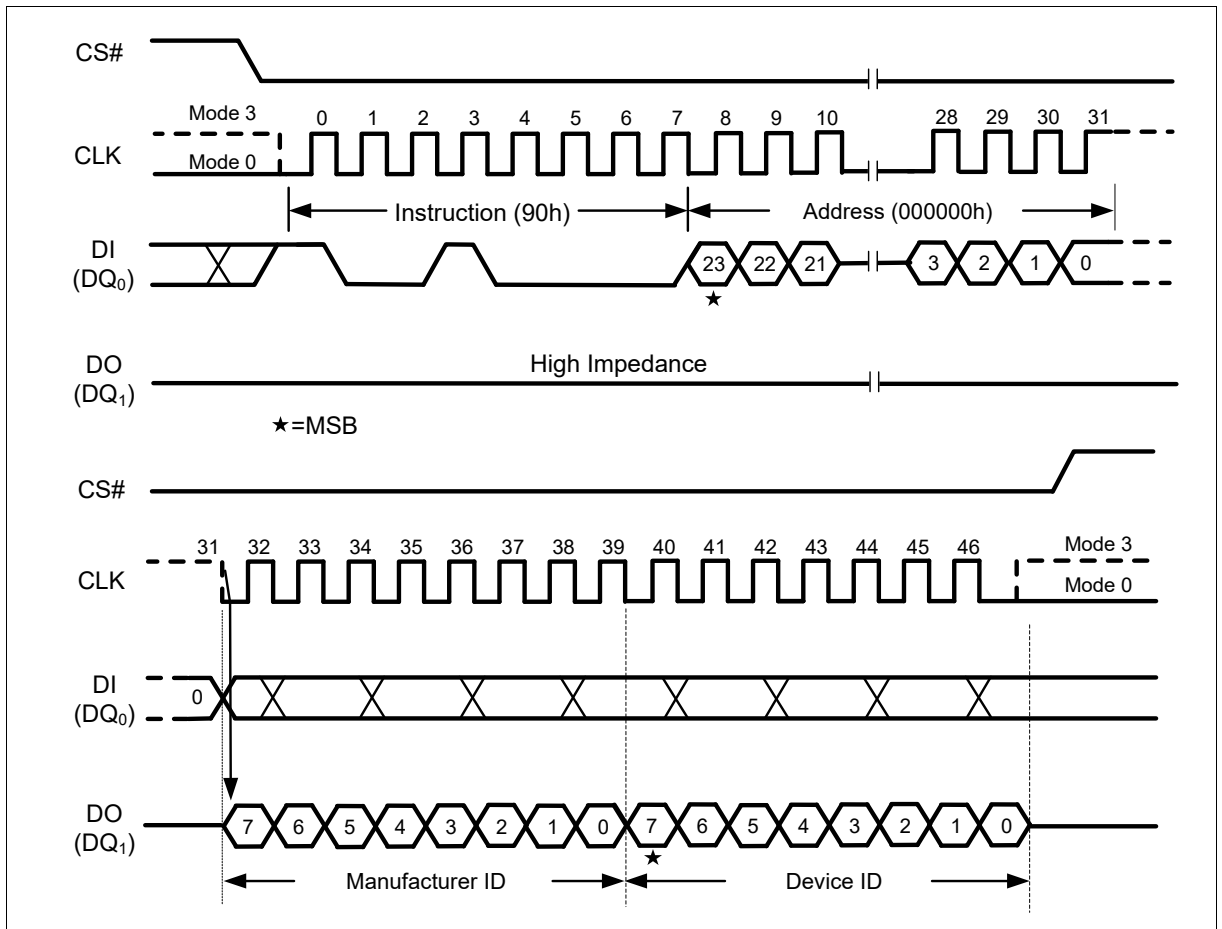 CS#
Mode 3
0 1 2 3 4 5 6 7 8 9 10 28 29 30 31
CLK
Mode 0
Instruction (90h) Address (000000h)
DI
(DQ0)
23 22 21 3 2 1 0
★
DO
(DQ1)
High Impedance
★=MSB
CS#
31 32 33 34 35 36 37 38 39 40 41 42 43 44 45 46
Mode 3
CLK
Mode 0
DI
(DQ0)
0
DO
(DQ1)
7 6 5 4 3 2 1 0 7 6 5 4 3 2 1 0
★
Manufacturer ID Device ID